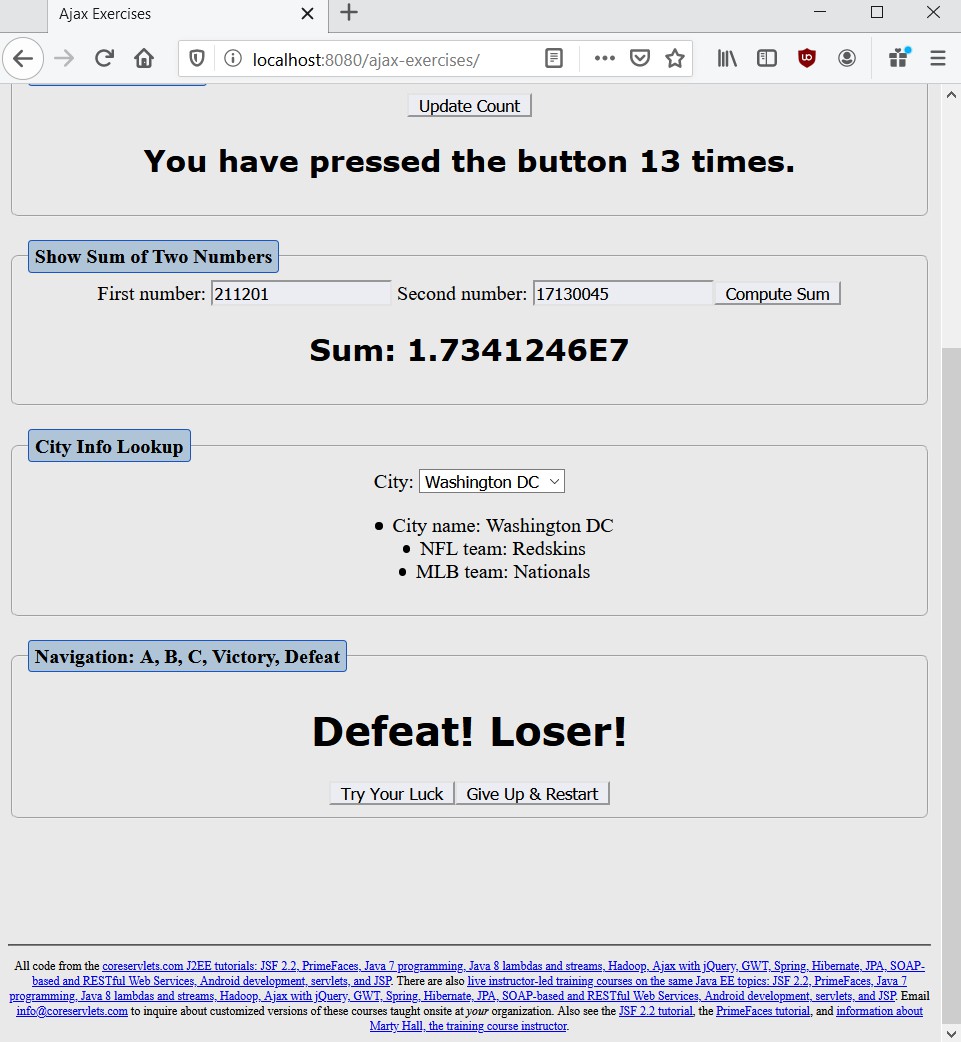 Ajax Exercises
localhost:8080/ajax-exercises/
Update Count
You have pressed the button 13 times.
Show Sum of Two Numbers
First number: 211201 Second number: 17130045 Compute Sum
Sum: 1.7341246E7
City Info Lookup
City: Washington DC
• City name: Washington DC
• NFL team: Redskins
• MLB team: Nationals
Navigation: A, B, C, Victory, Defeat
Defeat! Loser!
Try Your Luck Give Up & Restart
All code from the coreservlets.com J2EE tutorials: JSF 2.2, PrimeFaces, Java 7 programming, Java 8 lambdas and streams, Hadoop, Ajax with jQuery, GWT, Spring, Hibernate, JPA, SOAP-
based and RESTful Web Services, Android development, servlets, and JSP. There are also live instructor-led training courses on the same Java EE topics: JSF 2.2, PrimeFaces, Java 7
programming, Java 8 lambdas and streams, Hadoop, Ajax with jQuery, GWT, Spring, Hibernate, JPA, SOAP-based and RESTful Web Services, Android development, servlets, and JSP. Email
info@coreservlets.com to inquire about customized versions of these courses taught onsite at your organization. Also see the JSF 2.2 tutorial, the PrimeFaces tutorial, and information about
Marty Hall, the training course instructor.